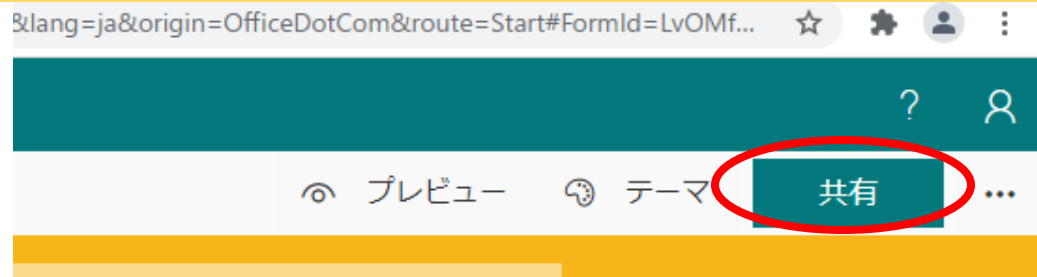 &lang=ja&origin=OfficeDotCom&route=Start#FormId=LvOMf...
?
プレビュー テーマ 共有 ...